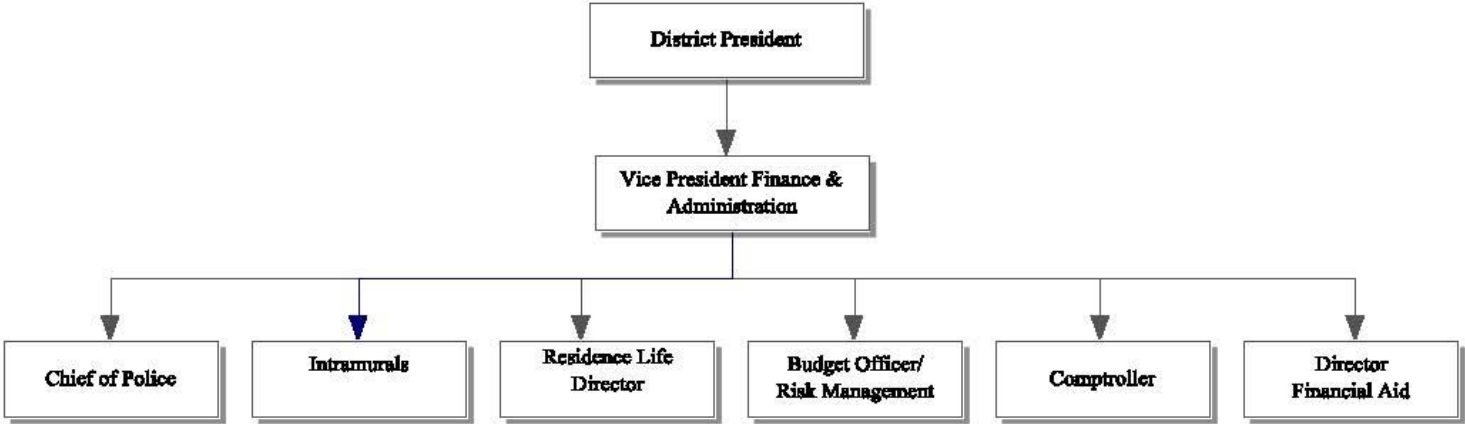 District President
Vice President Finance &
Administration
Chief of Police
Intramurals
Residence Life
Director
Budget Officer/
Risk Management
Comptroller
Director
Financial Aid